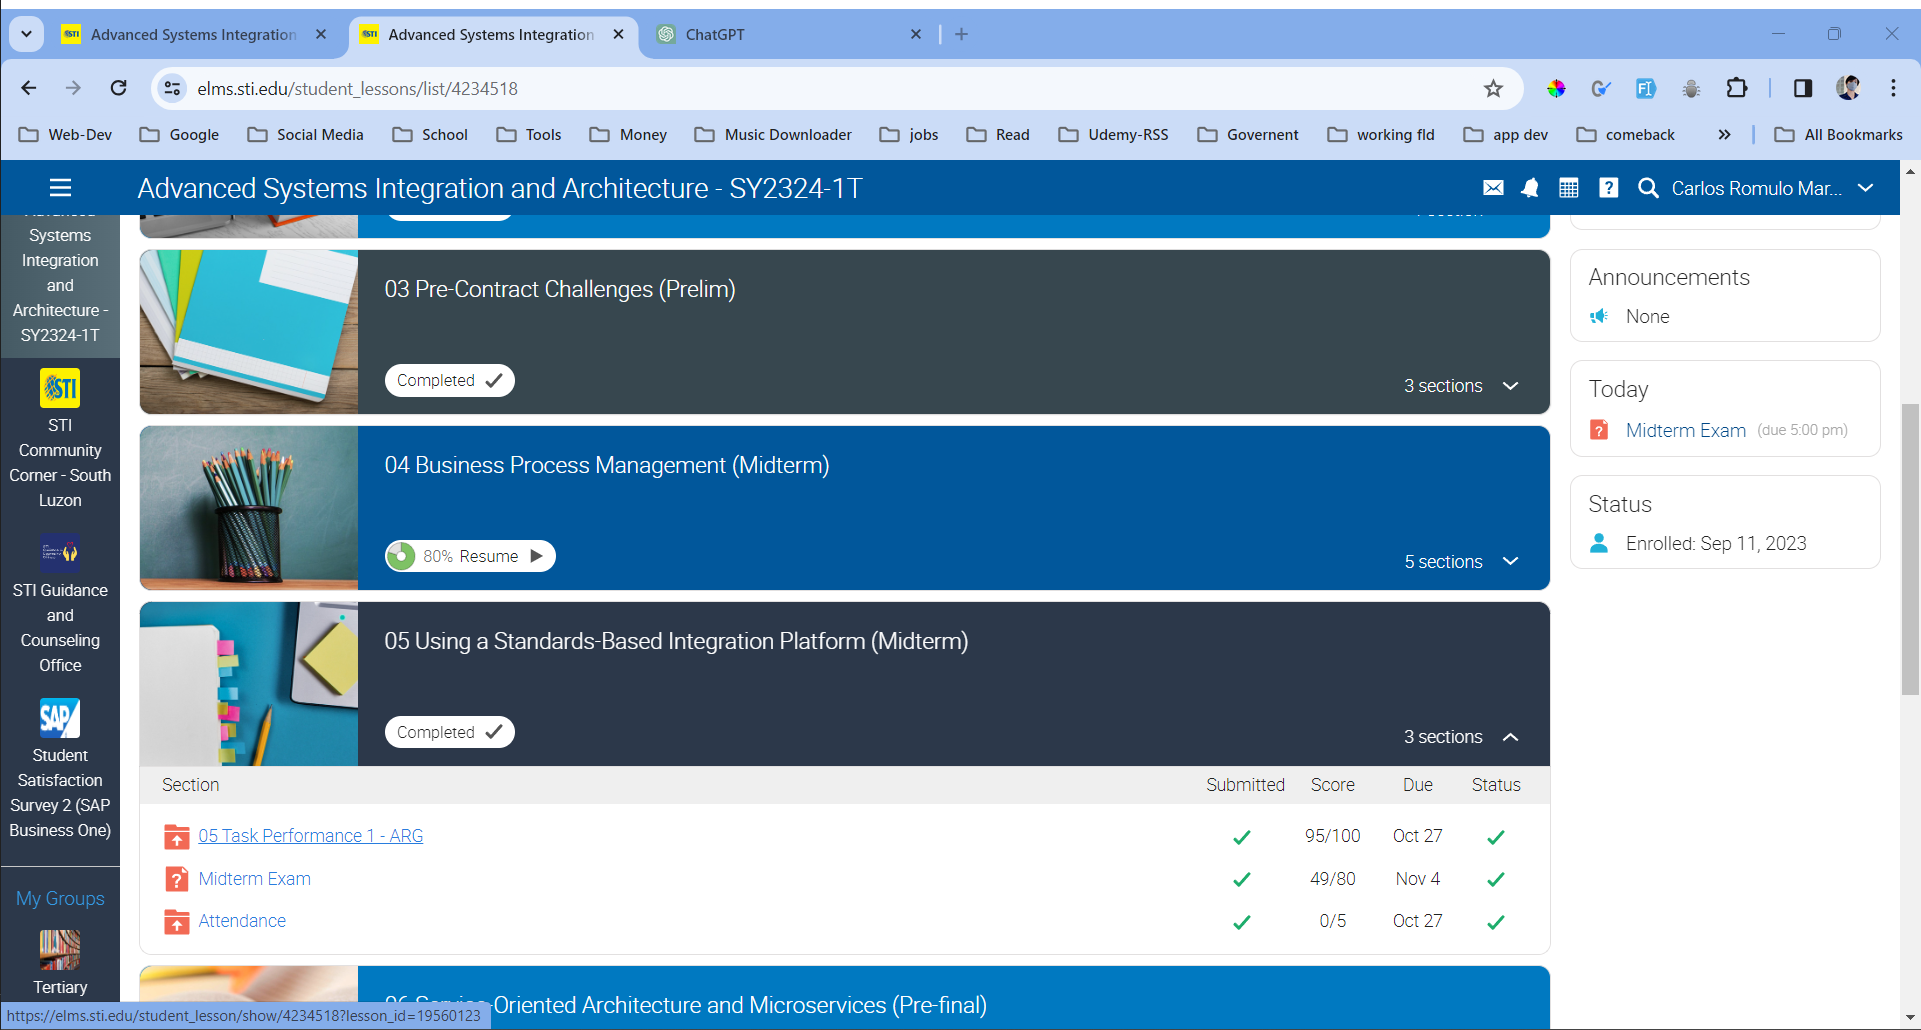 Advanced Systems Integration
Advanced Systems Integration
ChatGPT
elms.sti.edu/student_lessons/list/4234518
Web-Dev
Google
Social Media
School
Tools
Money
Music Downloader
jobs
Read
Udemy-RSS
Governent
working fld
app dev
comeback
All Bookmarks
Advanced Systems Integration and Architecture - SY2324-1T
Carlos Romulo Mar...
Systems
Integration
and
Architecture -
SY2324-1T
STI
STI
Community
Corner - South
Luzon
STI Guidance
and
Counseling
Office
SAP
Student
Satisfaction
Survey 2 (SAP
Business One)
My Groups
Tertiary
03 Pre-Contract Challenges (Prelim)
Completed
3 sections
04 Business Process Management (Midterm)
80% Resume
5 sections
05 Using a Standards-Based Integration Platform (Midterm)
Completed
3 sections
Section Submitted Score Due Status
05 Task Performance 1 - ARG 95/100 Oct 27
Midterm Exam 49/80 Nov 4
Attendance 0/5 Oct 27
06 Service-Oriented Architecture and Microservices (Pre-final)
Announcements
None
Today
Midterm Exam (due 5:00 pm)
Status
Enrolled: Sep 11, 2023
https://elms.sti.edu/student_lesson/show/4234518?lesson_id=19560123